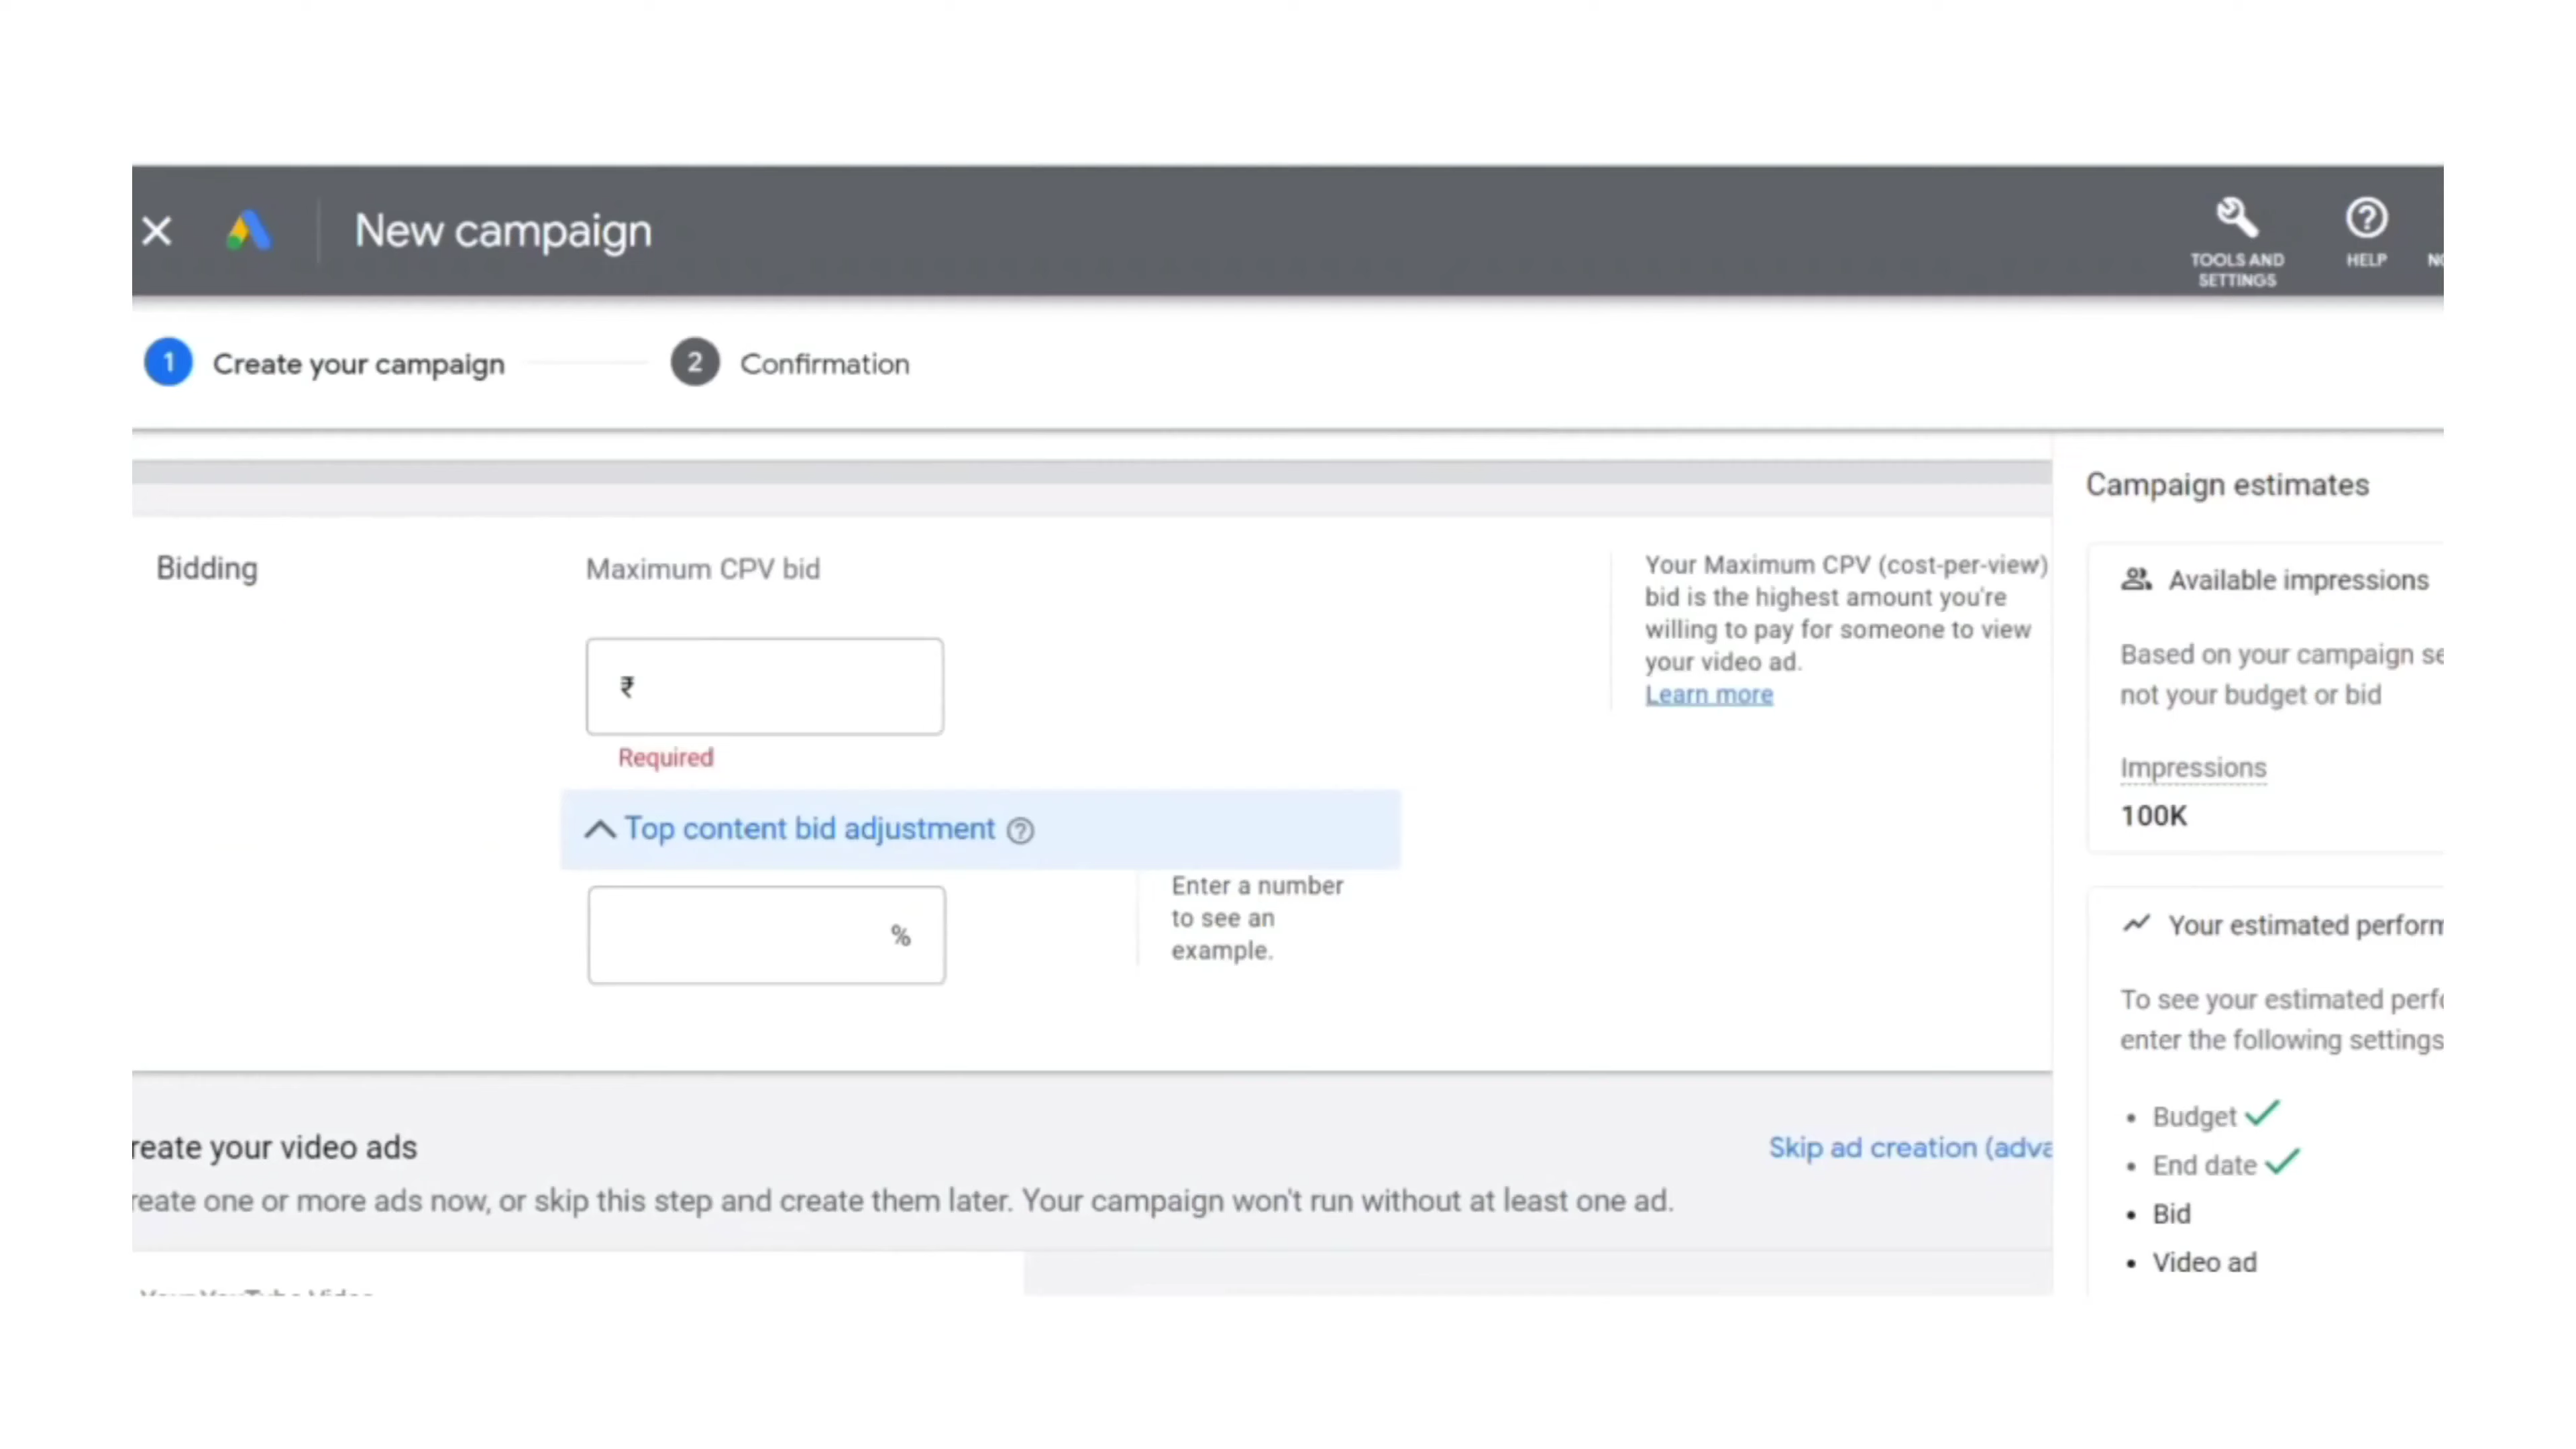 New campaign
TOOLS AND
SETTINGS
HELP
1 Create your campaign
2 Confirmation
Bidding
Maximum CPV bid
₹
Required
Top content bid adjustment
%
Enter a number
to see an
example.
Your Maximum CPV (cost-per-view)
bid is the highest amount you're
willing to pay for someone to view
your video ad.
Learn more
Campaign estimates
Available impressions
Based on your campaign se
not your budget or bid
Impressions
100K
Your estimated perform
To see your estimated perfo
enter the following settings
• Budget
• End date
• Bid
• Video ad
reate your video ads
Skip ad creation (adva
reate one or more ads now, or skip this step and create them later. Your campaign won't run without at least one ad.
Your YouTube Video